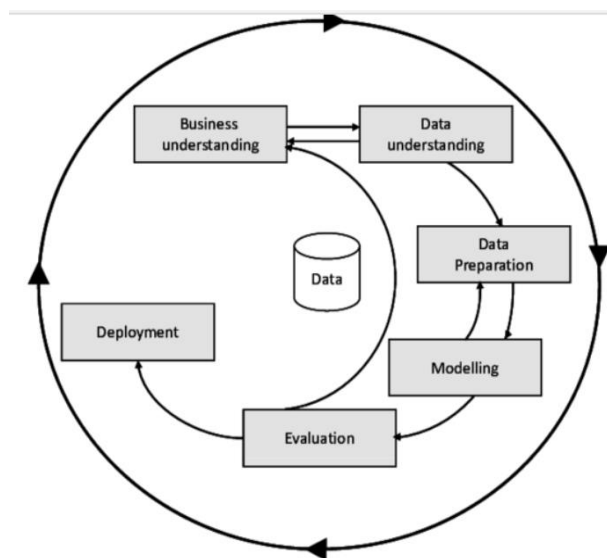 Business
understanding
Data
understanding
Data
Preparation
Data
Deployment
Modelling
Evaluation